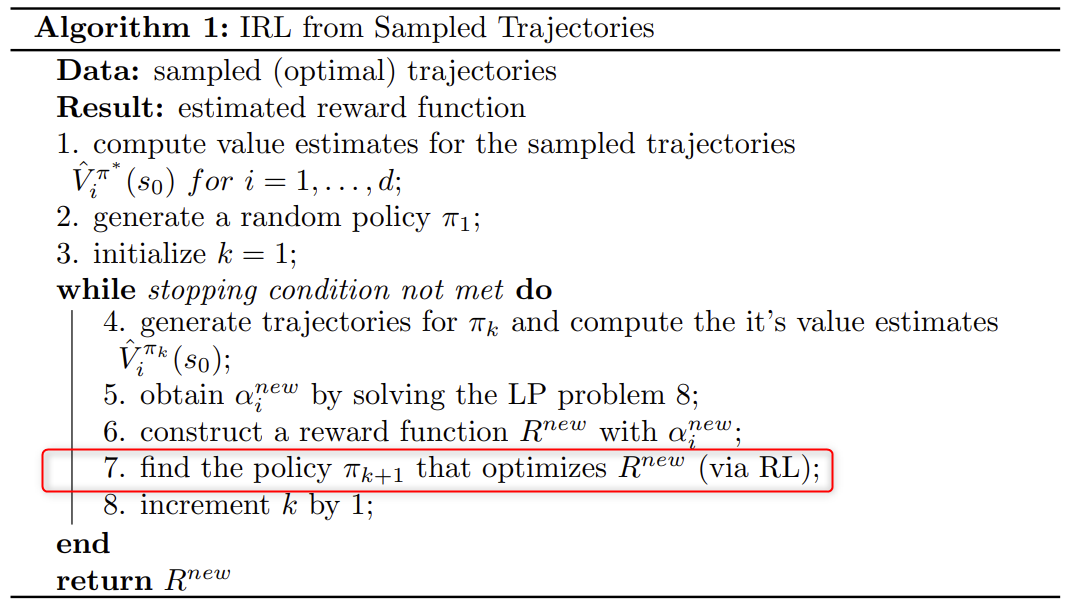 Algorithm 1: IRL from Sampled Trajectories
Data: sampled (optimal) trajectories
Result: estimated reward function
1. compute value estimates for the sampled trajectories
$\hat{V}_i^{\pi^*}(s_0)$ for $i = 1, \ldots, d$;
2. generate a random policy $\pi_1$;
3. initialize $k = 1$;
while stopping condition not met do
4. generate trajectories for $\pi_k$ and compute the it's value estimates
$\hat{V}_i^{\pi_k}(s_0)$;
5. obtain $\alpha_i^{new}$ by solving the LP problem 8;
6. construct a reward function $R^{new}$ with $\alpha_i^{new}$;
7. find the policy $\pi_{k+1}$ that optimizes $R^{new}$ (via RL);
8. increment $k$ by 1;
end
return $R^{new}$